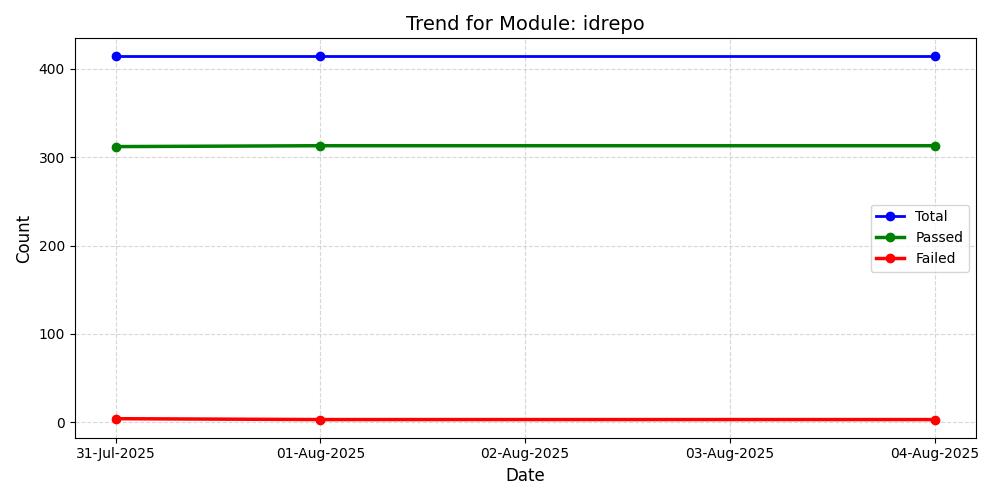 Trend for Module: idrepo
Count
400
300
200
100
0
Total
Passed
Failed
31-Jul-2025
01-Aug-2025
02-Aug-2025
03-Aug-2025
04-Aug-2025
Date